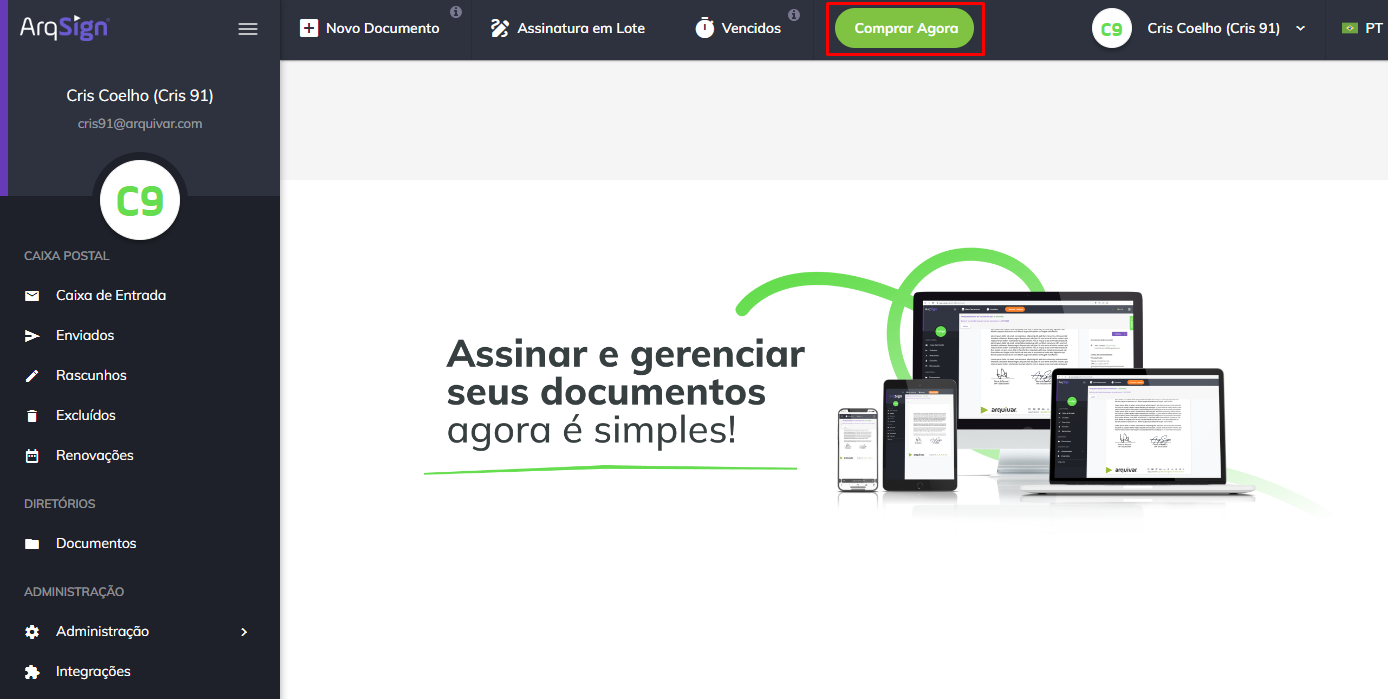 ArqSign
Novo Documento
Assinatura em Lote
Vencidos
Comprar Agora
C9
Cris Coelho (Cris 91)
PT
Cris Coelho (Cris 91)
cris91@arquivar.com
C9
CAIXA POSTAL
Caixa de Entrada
Enviados
Rascunhos
Excluídos
Renovações
DIRETÓRIOS
Documentos
ADMINISTRAÇÃO
Administração
Integrações
Assinar e gerenciar
seus documentos
agora é simples!
arquivar
arquivar